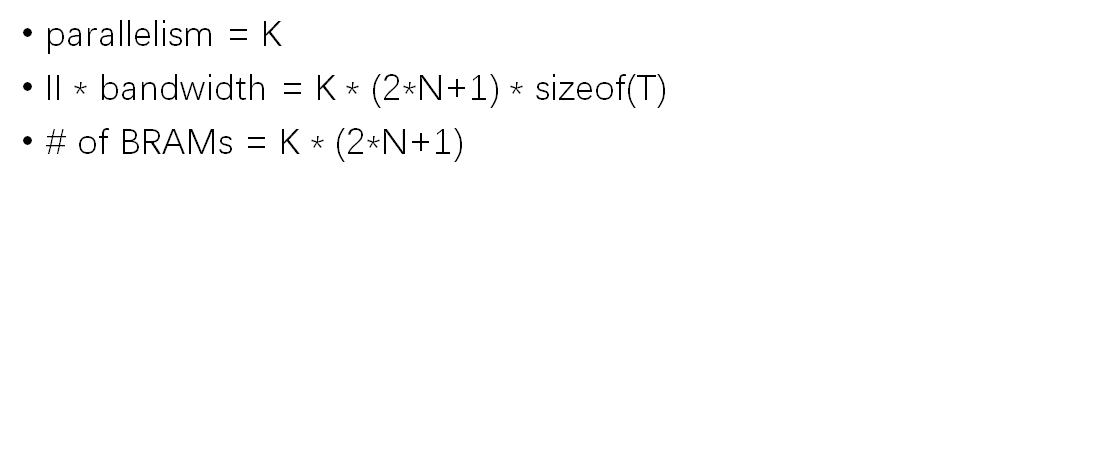 • parallelism = K
• II * bandwidth = K * (2*N+1) * sizeof(T)
• # of BRAMs = K * (2*N+1)